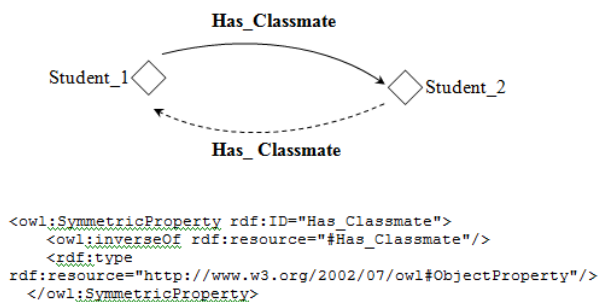 Has_Classmate
Student_1
Student_2
Has_ Classmate
<owl:SymmetricProperty rdf:ID="Has_Classmate">
<owl:inverseOf rdf:resource="#Has_Classmate"/>
<rdf:type
rdf:resource="http://www.w3.org/2002/07/owl#ObjectProperty"/>
</owl:SymmetricProperty>